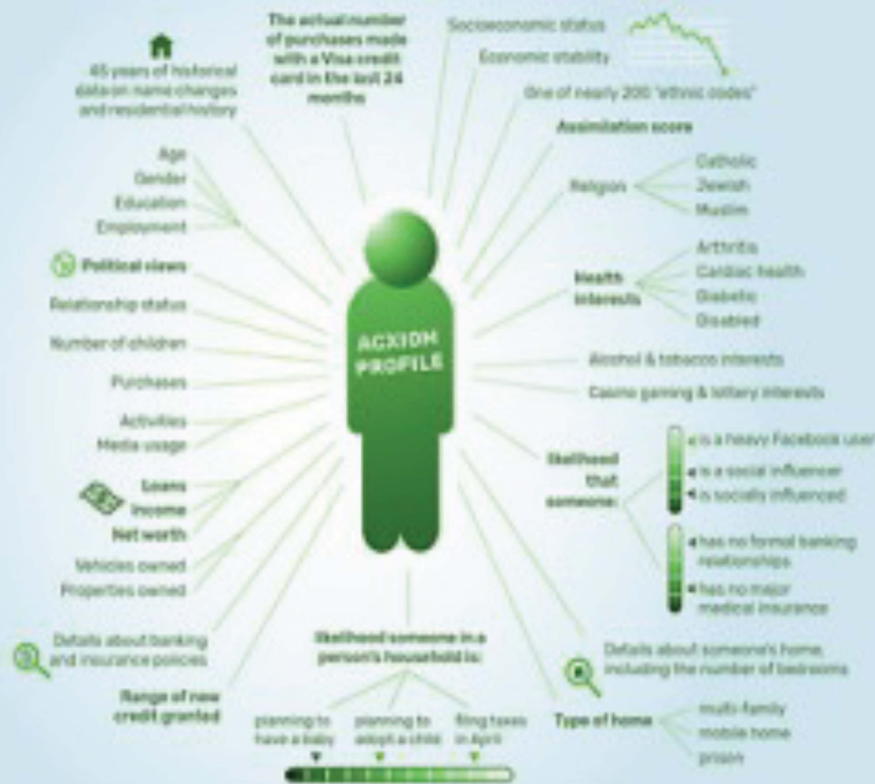 The actual number
of purchases made
with a Visa credit
card in the last 24
months
45 years of historical
data on name changes
and residential history
Age
Gender
Education
Employment
Political views
Relationship status
Number of children
Purchases
Activities
Media usage
Loans
Income
Net worth
Vehicles owned
Properties owned
Details about banking
and insurance policies
Range of new
credit granted
Socioeconomic status
Economic stability
One of nearly 200 "ethnic codes"
Assimilation score
Religion
Catholic
Jewish
Muslim
Health
interests
Arthritis
Cardiac health
Diabetic
Disabled
Alcohol & tobacco interests
Casino gaming & lottery interests
likelihood
that
someone:
is a heavy Facebook user
is a social influencer
is socially influenced
has no formal banking
relationships
has no major
medical insurance
Details about someone's home,
including the number of bedrooms
Type of home
multi-family
mobile home
prison
ACXIOM
PROFILE
likelihood someone in a
person's household is:
planning to
have a baby
planning to
adopt a child
filing taxes
in April